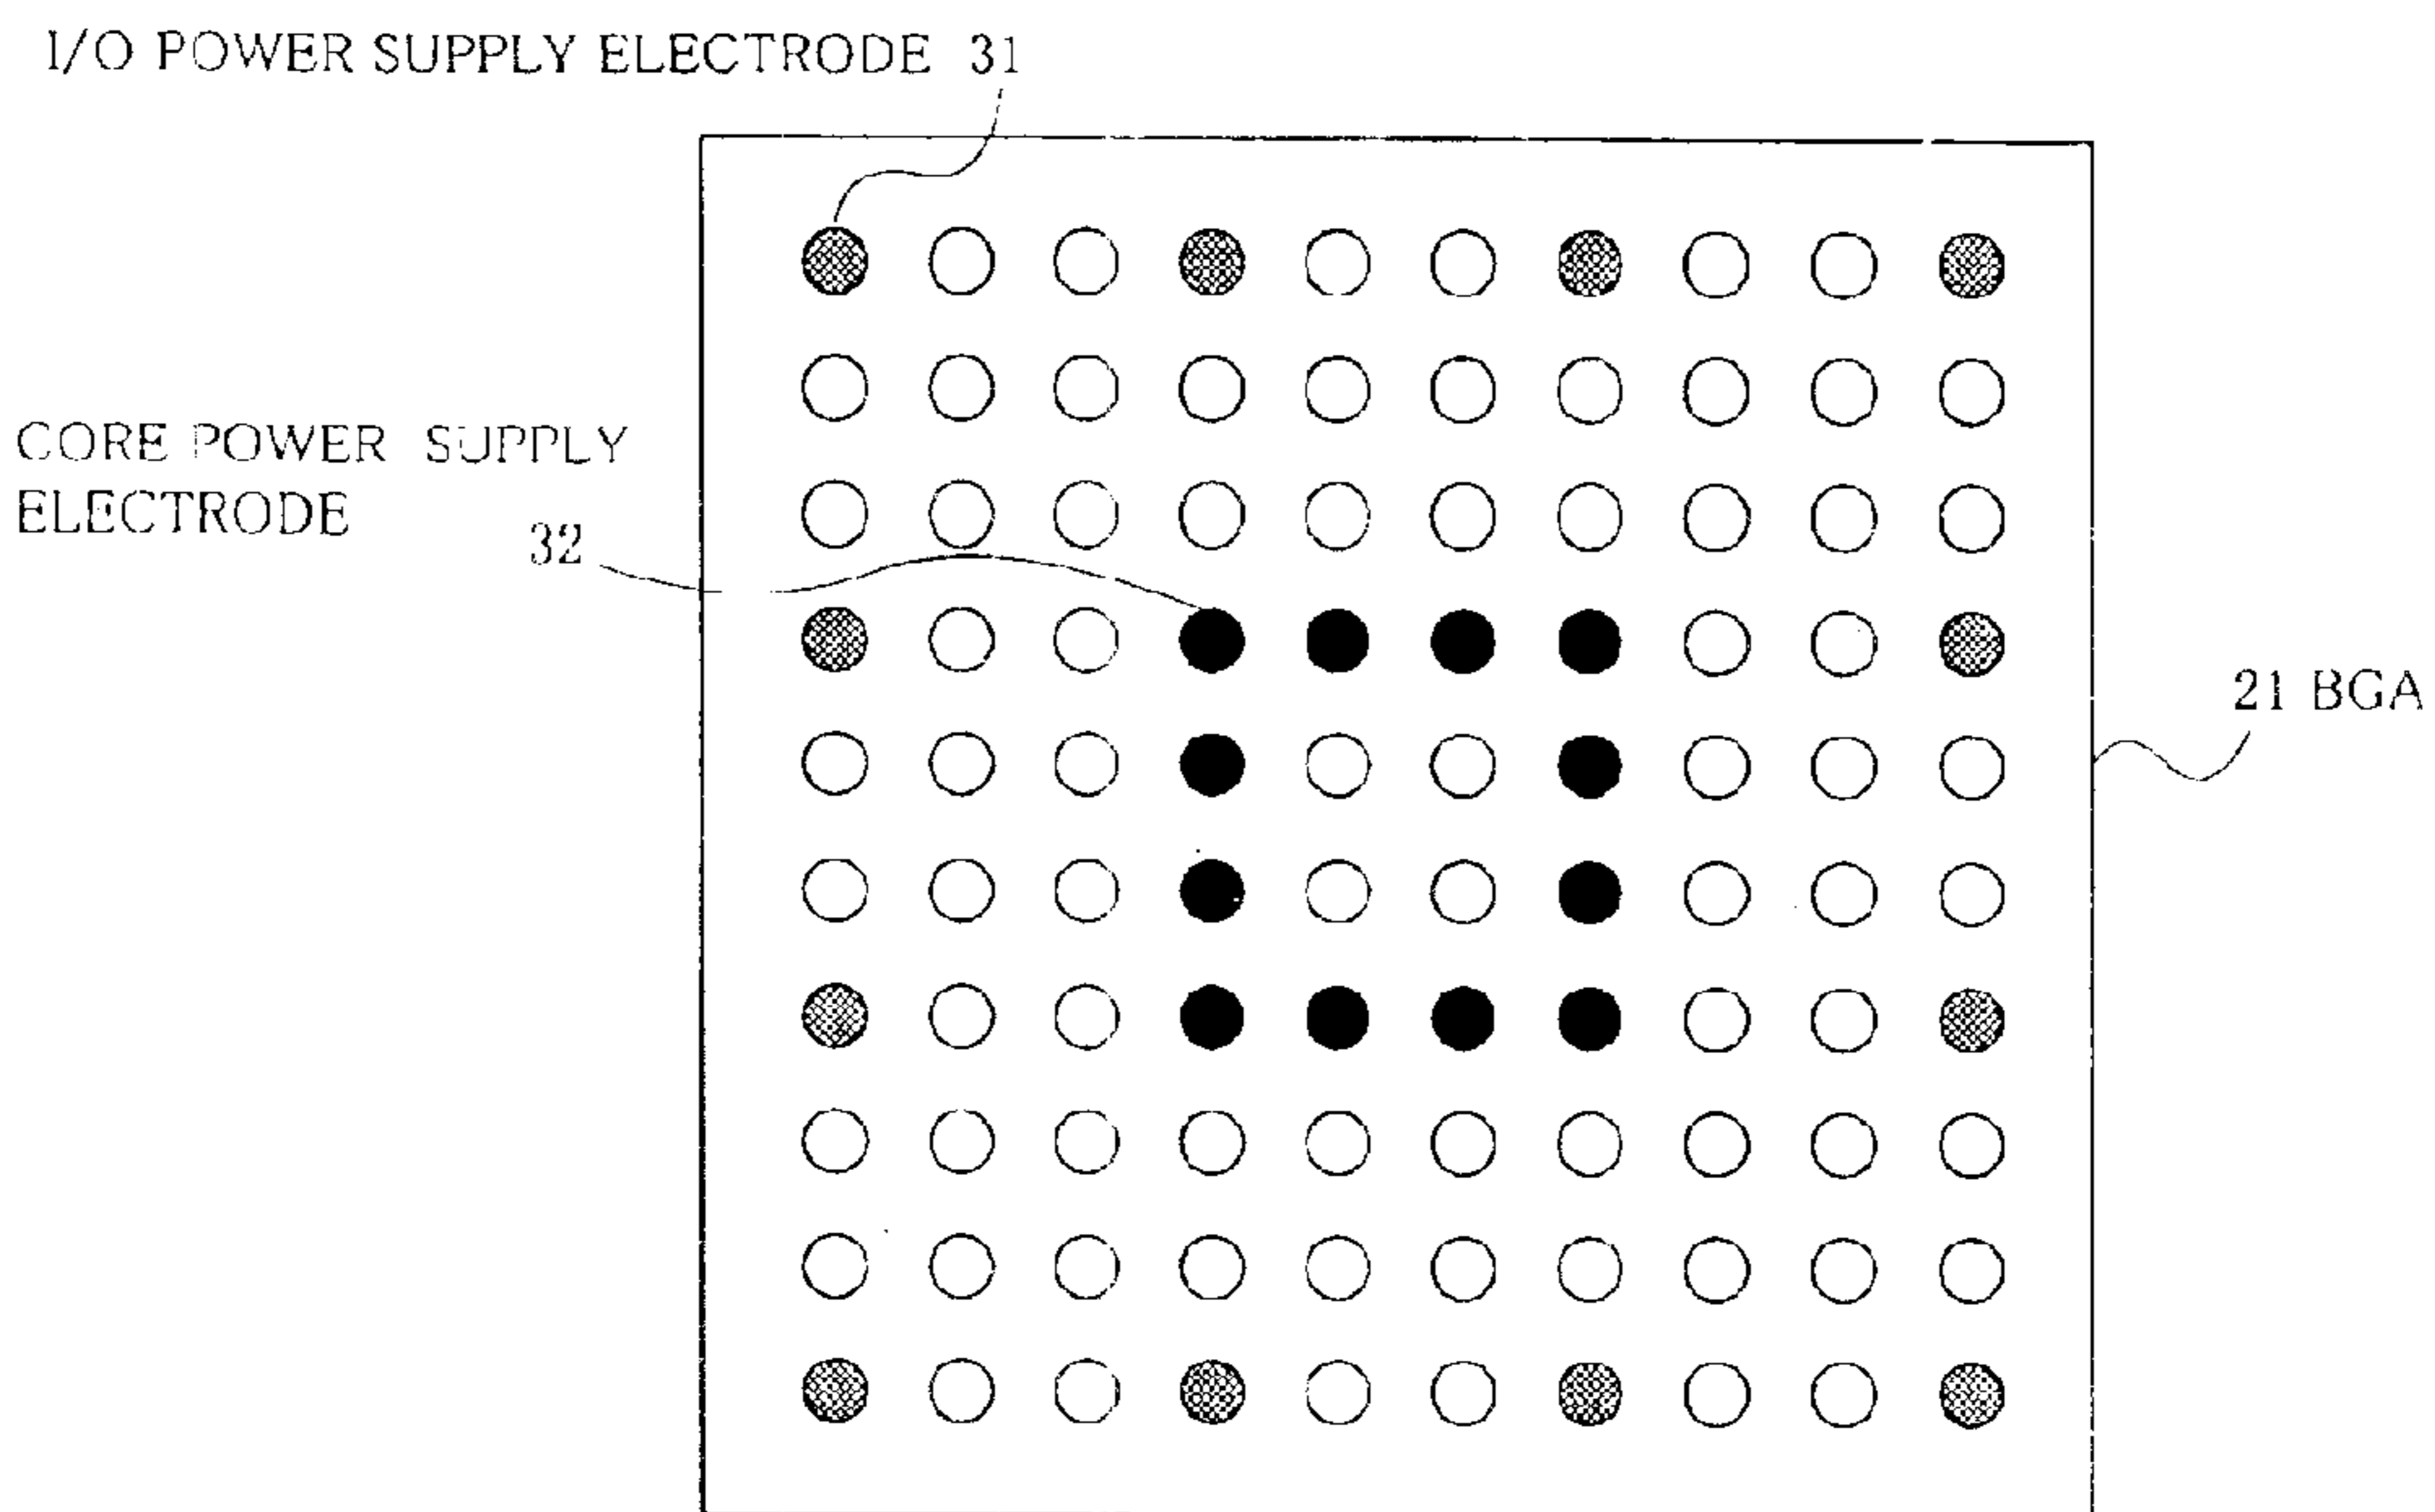 I/O POWER SUPPLY ELECTRODE 31
CORE POWER SUPPLY
ELECTRODE
32
21 BGA